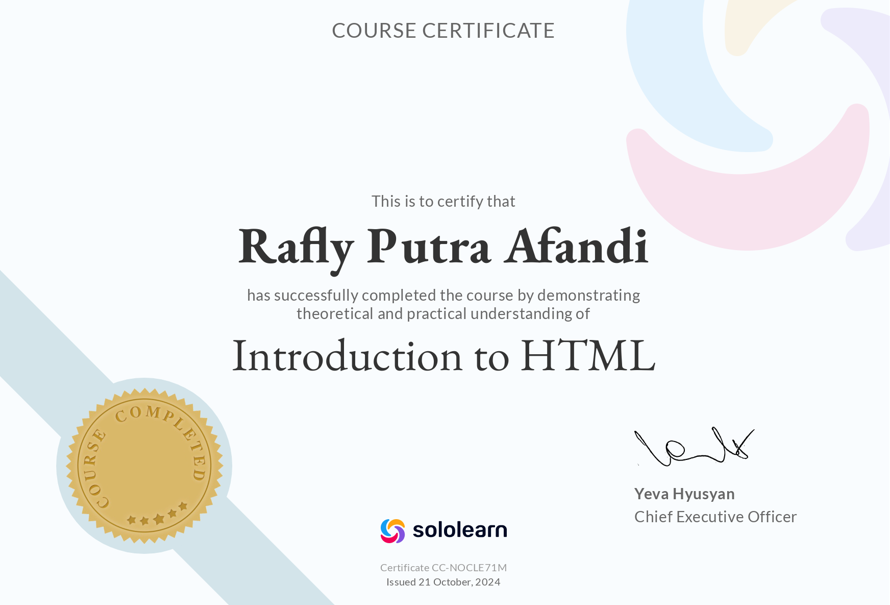 COURSE CERTIFICATE
This is to certify that
Rafly Putra Afandi
has successfully completed the course by demonstrating
theoretical and practical understanding of
Introduction to HTML
COURSE COMPLETED
Yeva Hyusyan
Chief Executive Officer
sololearn
Certificate CC-NOCLE71M
Issued 21 October, 2024